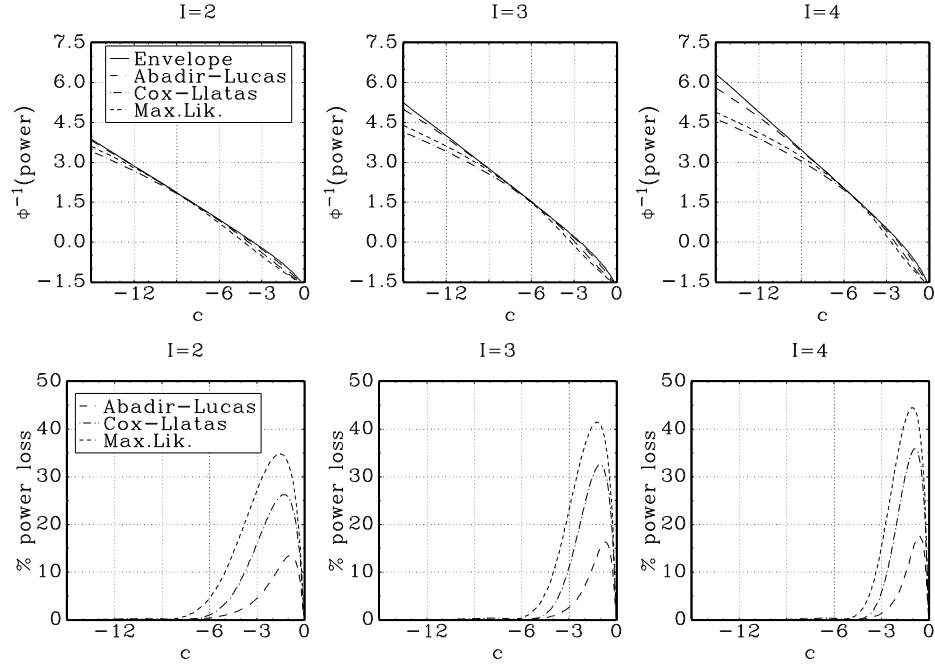 I=2
I=3
I=4
7.5
6.0
4.5
3.0
1.5
0.0
−1.5
ϕ⁻¹(power)
Envelope
Abadir−Lucas
Cox−Llatas
Max.Lik.
−12
−6
−3
0
c
7.5
6.0
4.5
3.0
1.5
0.0
−1.5
ϕ⁻¹(power)
−12
−6
−3
0
c
7.5
6.0
4.5
3.0
1.5
0.0
−1.5
ϕ⁻¹(power)
−12
−6
−3
0
c
I=2
I=3
I=4
50
40
30
20
10
0
% power loss
Abadir−Lucas
Cox−Llatas
Max.Lik.
−12
−6
−3
0
c
50
40
30
20
10
0
% power loss
−12
−6
−3
0
c
50
40
30
20
10
0
% power loss
−12
−6
−3
0
c